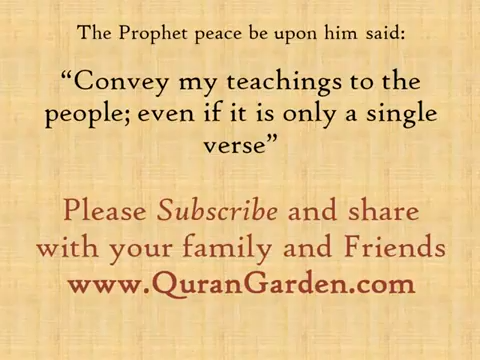 The Prophet peace be upon him said:
“Convey my teachings to the
people; even if it is only a single
verse”
Please Subscribe and share
with your family and Friends
www.QuranGarden.com